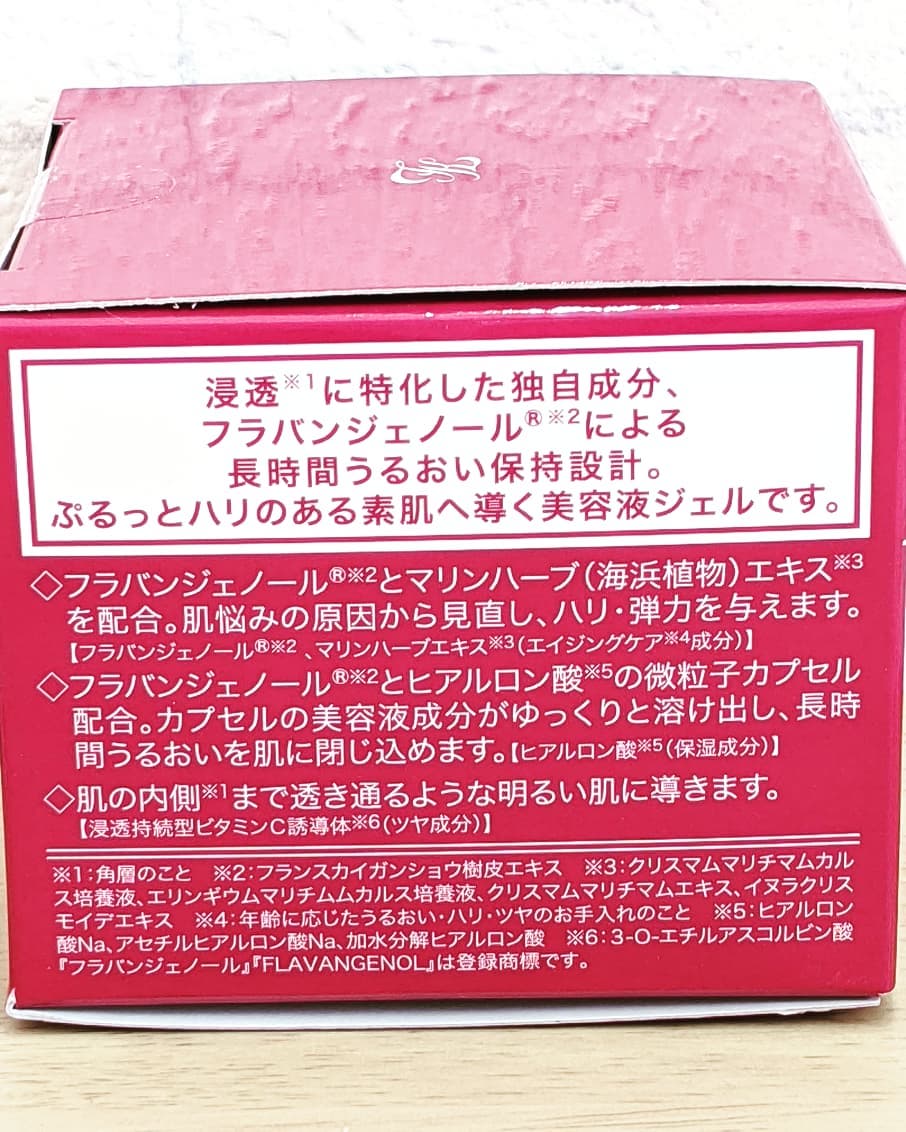 浸透※1に特化した独自成分、
フラバンジェノール®※2による
長時間うるおい保持設計。
ぷるっとハリのある素肌へ導く美容液ジェルです。
◇フラバンジェノール®※2とマリンハーブ(海浜植物)エキス※3
を配合。肌悩みの原因から見直し、ハリ・弾力を与えます。
【フラバンジェノール®※2、マリンハーブエキス※3(エイジングケア※4成分)】
◇フラバンジェノール®※2とヒアルロン酸※5の微粒子カプセル
配合。カプセルの美容液成分がゆっくりと溶け出し、長時
間うるおいを肌に閉じ込めます。【ヒアルロン酸※5(保湿成分)】
◇肌の内側※1まで透き通るような明るい肌に導きます。
【浸透持続型ビタミンC誘導体※6(ツヤ成分)】
※1:角層のこと ※2:フランスカイガンショウ樹皮エキス ※3:クリスマムマリチマムカル
ス培養液、エリンギウムマリチムムカルス培養液、クリスマムマリチマムエキス、イヌラクリス
モイデエキス ※4:年齢に応じたうるおい・ハリ・ツヤのお手入れのこと ※5:ヒアルロン
酸Na、アセチルヒアルロン酸Na、加水分解ヒアルロン酸 ※6:3-O-エチルアスコルビン酸
『フラバンジェノール』『FLAVANGENOL』は登録商標です。